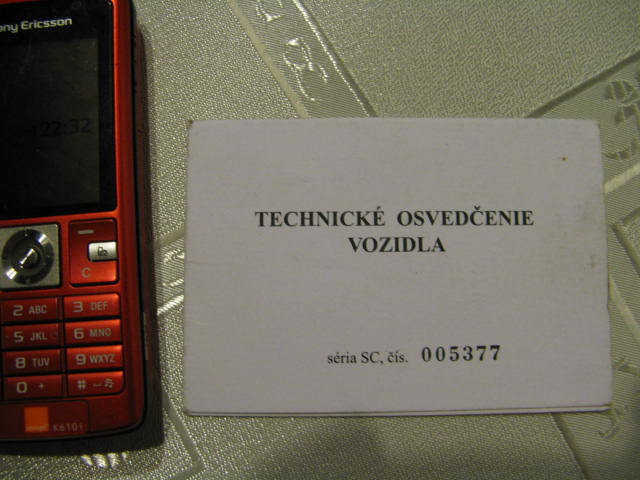 ny Ericsson
22:32
C
2 ABC 3 DEF
5 JKL 6 MNO
8 TUV 9 WXYZ
0 + #
K610i
TECHNICKÉ OSVEDČENIE
VOZIDLA
séria SC, čís. 005377